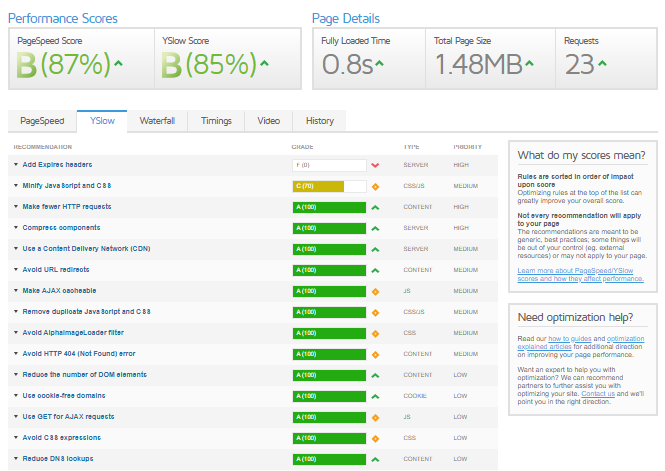 Performance Scores
Page Details
PageSpeed Score
B (87%)
YSlow Score
B (85%)
Fully Loaded Time
0.8s
Total Page Size
1.48MB
Requests
23
PageSpeed YSlow Waterfall Timings Video History
RECOMMENDATION GRADE TYPE PRIORITY
Add Expires headers F (0) SERVER HIGH
Minify JavaScript and CSS C (70) CSS/JS MEDIUM
Make fewer HTTP requests A (100) CONTENT HIGH
Compress components A (100) SERVER HIGH
Use a Content Delivery Network (CDN) A (100) SERVER MEDIUM
Avoid URL redirects A (100) CONTENT MEDIUM
Make AJAX cacheable A (100) JS MEDIUM
Remove duplicate JavaScript and CSS A (100) CSS/JS MEDIUM
Avoid AlphaImageLoader filter A (100) CSS MEDIUM
Avoid HTTP 404 (Not Found) error A (100) CONTENT MEDIUM
Reduce the number of DOM elements A (100) CONTENT LOW
Use cookie-free domains A (100) COOKIE LOW
Use GET for AJAX requests A (100) JS LOW
Avoid CSS expressions A (100) CSS LOW
Reduce DNS lookups A (100) CONTENT LOW
What do my scores mean?
Rules are sorted in order of impact
upon score
Optimizing rules at the top of the list can
greatly improve your overall score.
Not every recommendation will apply
to your page
The recommendations are meant to be
generic, best practices; some things will
be out of your control (eg. external
resources) or may not apply to your page.
Learn more about PageSpeed/YSlow
scores and how they affect performance.
Need optimization help?
Read our how to guides and optimization
explained articles for additional direction
on improving your page performance.
Want an expert to help you with
optimization? We can recommend
partners to further assist you with
optimizing your site. Contact us and we'll
point you in the right direction.